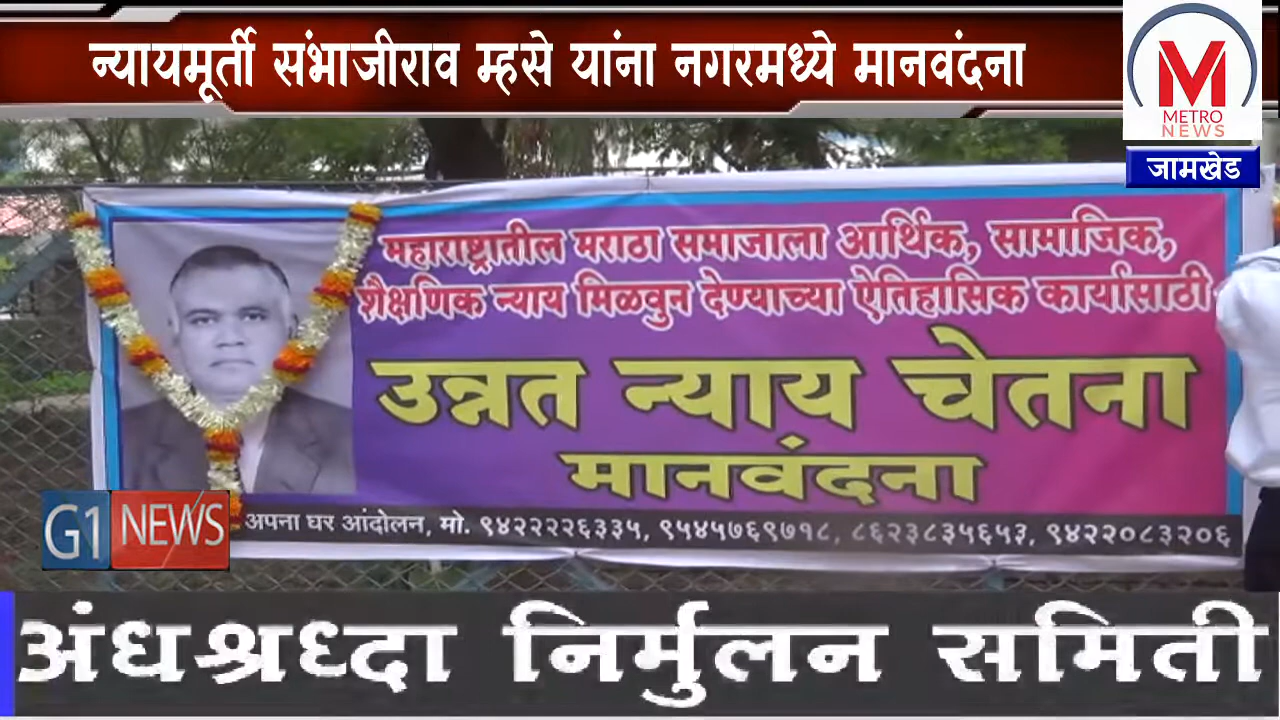 न्यायमूर्ती संभाजीराव म्हसे यांना नगरमध्ये मानवंदना
METRO
NEWS
जामखेड
महाराष्ट्रातील मराठा समाजाला आर्थिक, सामाजिक,
शैक्षणिक न्याय मिळवुन देण्याच्या ऐतिहासिक कार्यासाठी
उन्नत न्याय चेतना
मानवंदना
अपना घर आंदोलन, मो. ९४२२२२६३३५, ९५४५७६९७१८, ८६२३८३५६५३, ९४२२०८३२०६
G1 NEWS
अंधश्रध्दा निर्मुलन समिती